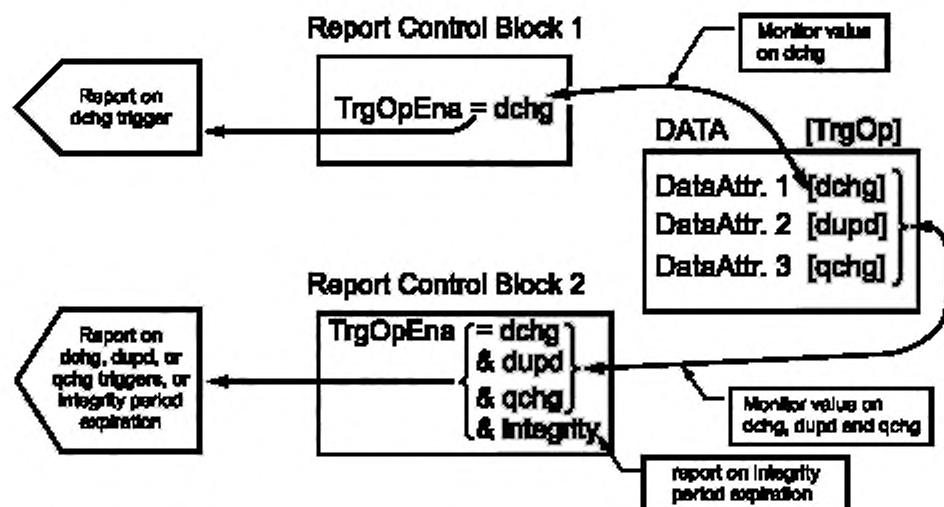 Report Control Block 1
Monitor value
on dchg
Report on
dchg trigger
TrgOpEna = dchg
DATA [TrgOp]
DataAttr. 1 [dchg]
DataAttr. 2 [dupd]
DataAttr. 3 [qchg]
Report Control Block 2
Report on
dchg, dupd, or
qchg triggers, or
integrity period
expiration
TrgOpEna = dchg
& dupd
& qchg
& integrity
Monitor value on
dchg, dupd and qchg
report on integrity
period expiration